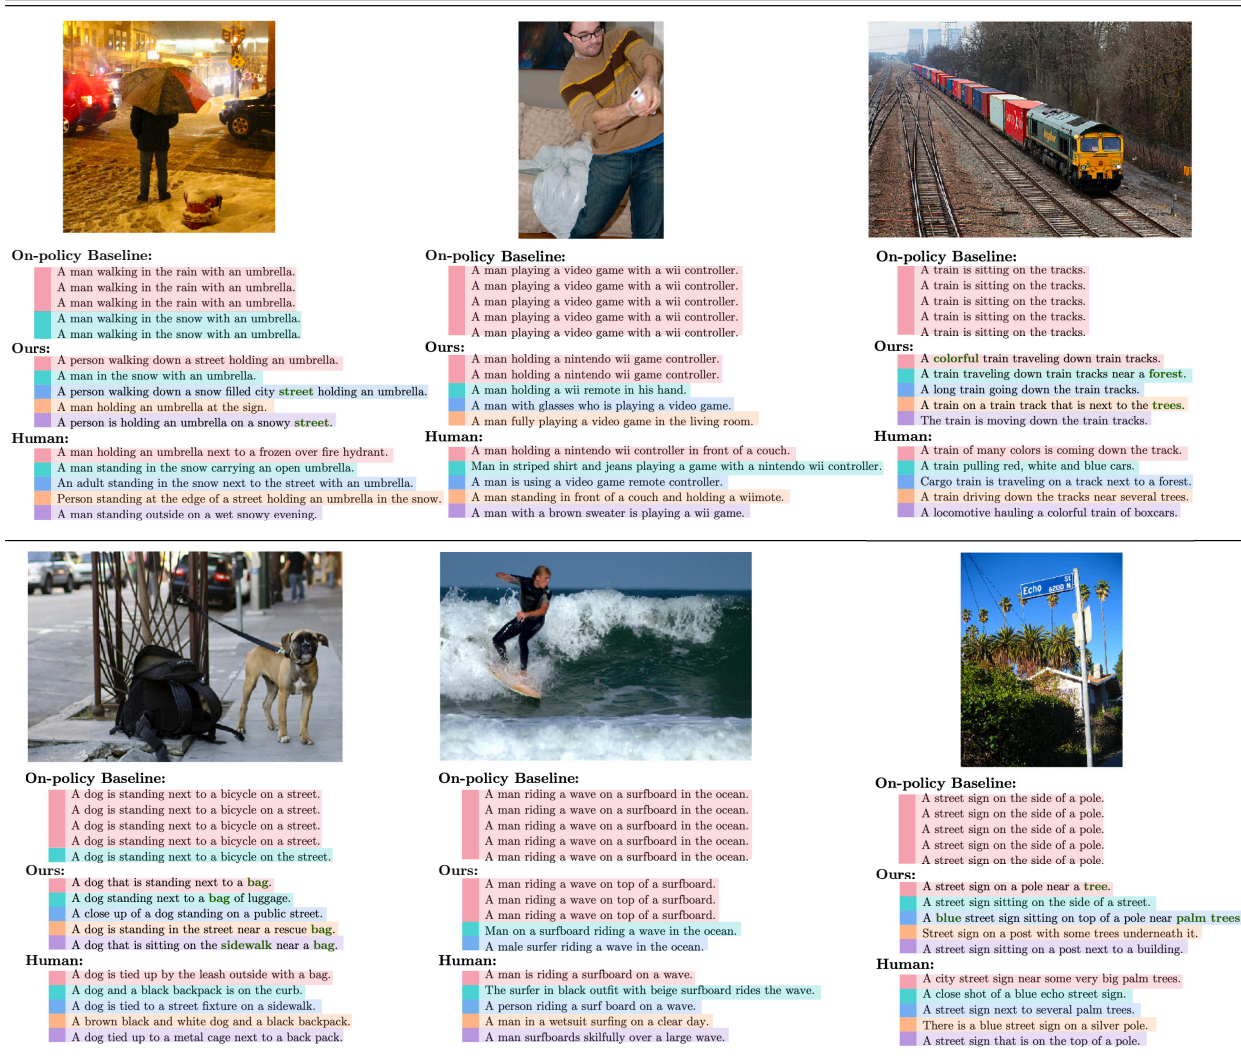 On-policy Baseline:
A man walking in the rain with an umbrella.
A man walking in the rain with an umbrella.
A man walking in the rain with an umbrella.
A man walking in the snow with an umbrella.
A man walking in the snow with an umbrella.
Ours:
A person walking down a street holding an umbrella.
A man in the snow with an umbrella.
A person walking down a snow filled city street holding an umbrella.
A man holding an umbrella at the sign.
A person is holding an umbrella on a snowy street.
Human:
A man holding an umbrella next to a frozen over fire hydrant.
A man standing in the snow carrying an open umbrella.
An adult standing in the snow next to the street with an umbrella.
Person standing at the edge of a street holding an umbrella in the snow.
A man standing outside on a wet snowy evening.
On-policy Baseline:
A man playing a video game with a wii controller.
A man playing a video game with a wii controller.
A man playing a video game with a wii controller.
A man playing a video game with a wii controller.
A man playing a video game with a wii controller.
Ours:
A man holding a nintendo wii game controller.
A man holding a nintendo wii game controller.
A man holding a wii remote in his hand.
A man with glasses who is playing a video game.
A man fully playing a video game in the living room.
Human:
A man holding a nintendo wii controller in front of a couch.
Man in striped shirt and jeans playing a game with a nintendo wii controller.
A man is using a video game remote controller.
A man standing in front of a couch and holding a wiimote.
A man with a brown sweater is playing a wii game.
On-policy Baseline:
A train is sitting on the tracks.
A train is sitting on the tracks.
A train is sitting on the tracks.
A train is sitting on the tracks.
A train is sitting on the tracks.
Ours:
A colorful train traveling down train tracks.
A train traveling down train tracks near a forest.
A long train going down the train tracks.
A train on a train track that is next to the trees.
The train is moving down the train tracks.
Human:
A train of many colors is coming down the track.
A train pulling red, white and blue cars.
Cargo train is traveling on a track next to a forest.
A train driving down the tracks near several trees.
A locomotive hauling a colorful train of boxcars.
On-policy Baseline:
A dog is standing next to a bicycle on a street.
A dog is standing next to a bicycle on a street.
A dog is standing next to a bicycle on a street.
A dog is standing next to a bicycle on a street.
A dog is standing next to a bicycle on the street.
Ours:
A dog that is standing next to a bag.
A dog standing next to a bag of luggage.
A close up of a dog standing on a public street.
A dog is standing in the street near a rescue bag.
A dog that is sitting on the sidewalk near a bag.
Human:
A dog is tied up by the leash outside with a bag.
A dog and a black backpack is on the curb.
A dog is tied to a street fixture on a sidewalk.
A brown black and white dog and a black backpack.
A dog tied up to a metal cage next to a back pack.
On-policy Baseline:
A man riding a wave on a surfboard in the ocean.
A man riding a wave on a surfboard in the ocean.
A man riding a wave on a surfboard in the ocean.
A man riding a wave on a surfboard in the ocean.
A man riding a wave on a surfboard in the ocean.
Ours:
A man riding a wave on top of a surfboard.
A man riding a wave on top of a surfboard.
A man riding a wave on top of a surfboard.
Man on a surfboard riding a wave in the ocean.
A male surfer riding a wave in the ocean.
Human:
A man is riding a surfboard on a wave.
The surfer in black outfit with beige surfboard rides the wave.
A person riding a surf board on a wave.
A man in a wetsuit surfing on a clear day.
A man surfboards skilfully over a large wave.
Echo St
6200 N
On-policy Baseline:
A street sign on the side of a pole.
A street sign on the side of a pole.
A street sign on the side of a pole.
A street sign on the side of a pole.
A street sign on the side of a pole.
Ours:
A street sign on a pole near a tree.
A street sign sitting on the side of a street.
A blue street sign sitting on top of a pole near palm trees
Street sign on a post with some trees underneath it.
A street sign sitting on a post next to a building.
Human:
A city street sign near some very big palm trees.
A close shot of a blue echo street sign.
A street sign next to several palm trees.
There is a blue street sign on a silver pole.
A street sign that is on the top of a pole.